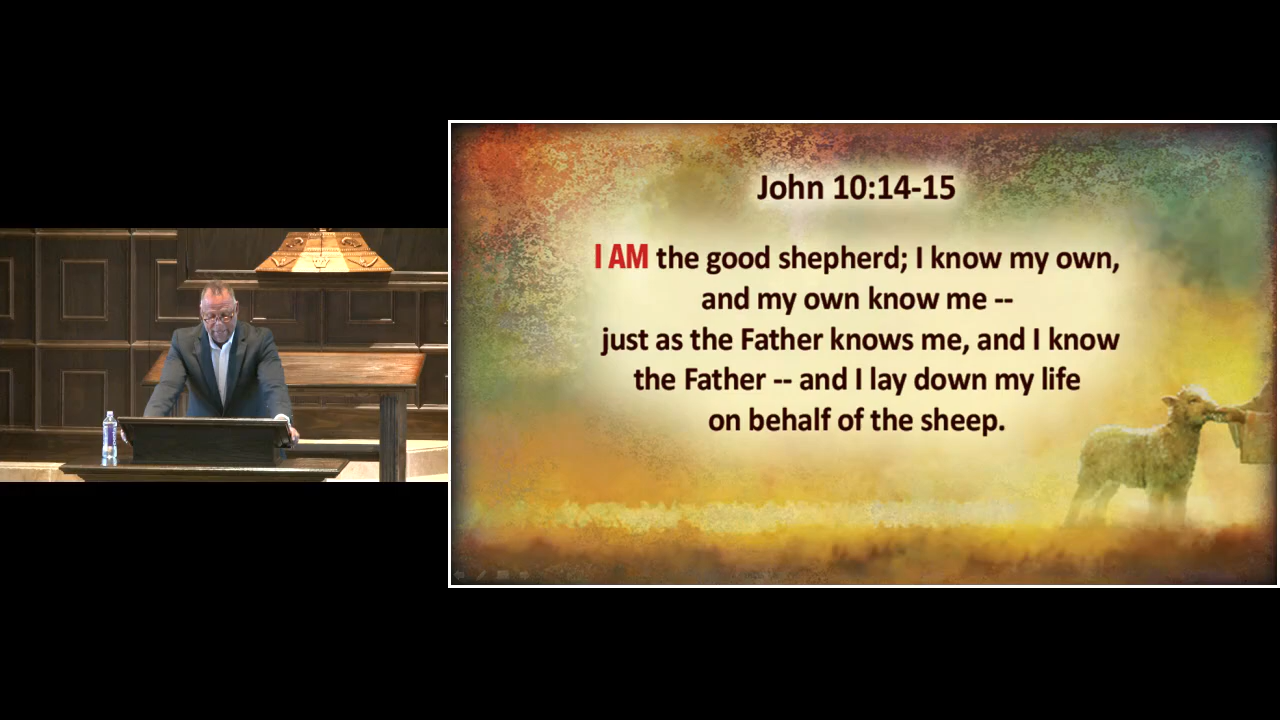 John 10:14-15
I AM the good shepherd; I know my own,
and my own know me --
just as the Father knows me, and I know
the Father -- and I lay down my life
on behalf of the sheep.